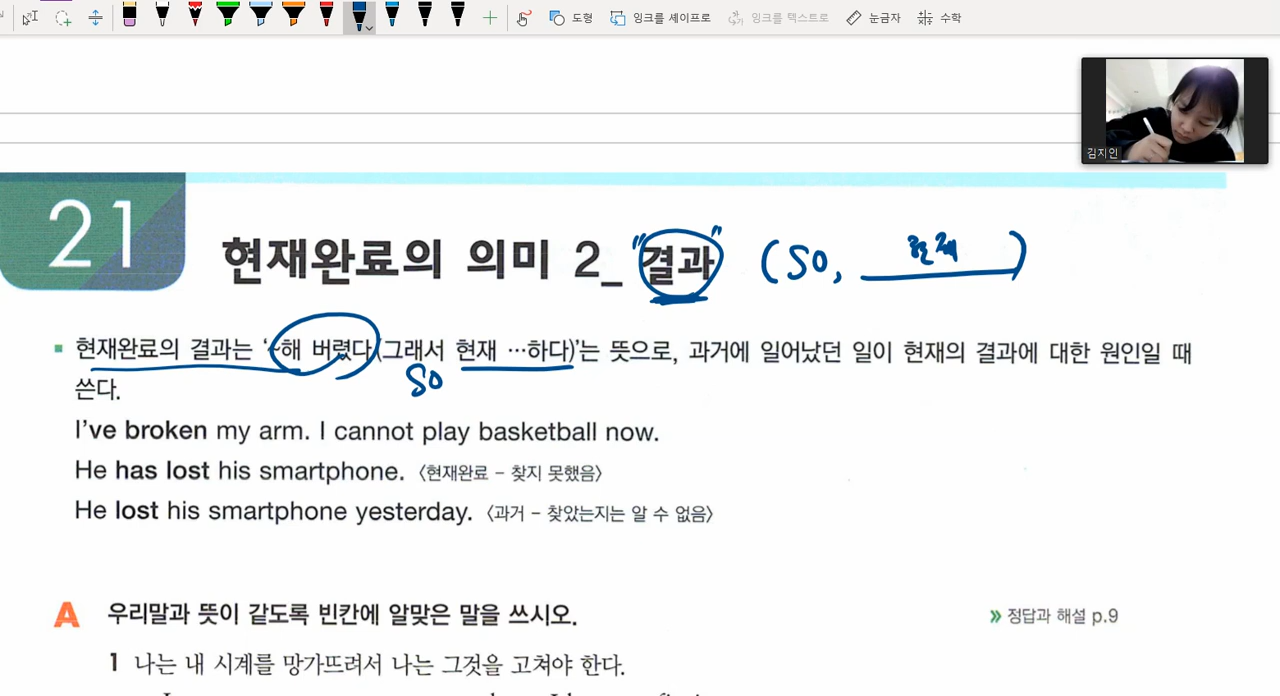 도형 잉크를 셰이프로 잉크를 텍스트로 눈금자 수학
김지인
21
현재완료의 의미 2_ "결과" (SO, 현재)
현재완료의 결과는 ‘~해 버렸다(그래서 현재 …하다)’는 뜻으로, 과거에 일어났던 일이 현재의 결과에 대한 원인일 때
SO
쓴다.
I’ve broken my arm. I cannot play basketball now.
He has lost his smartphone. 〈현재완료 – 찾지 못했음〉
He lost his smartphone yesterday. 〈과거 – 찾았는지는 알 수 없음〉
A 우리말과 뜻이 같도록 빈칸에 알맞은 말을 쓰시오.
» 정답과 해설 p.9
1 나는 내 시계를 망가뜨려서 나는 그것을 고쳐야 한다.